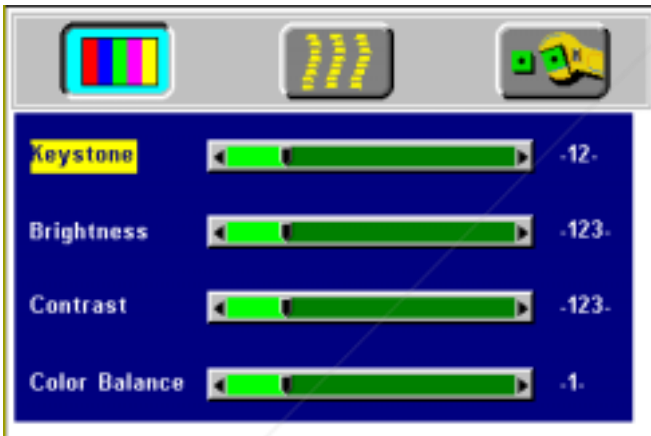 Keystone -12-
Brightness -123-
Contrast -123-
Color Balance -1-